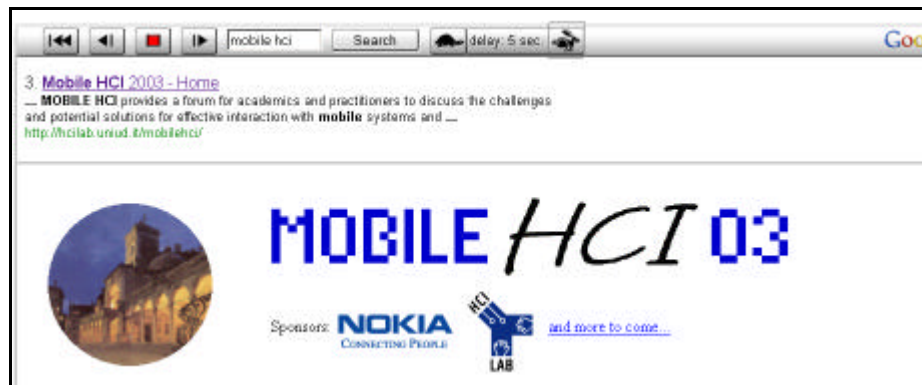 mobile hci Search delay: 5 sec. Goo
3. Mobile HCI 2003 - Home
... MOBILE HCI provides a forum for academics and practitioners to discuss the challenges
and potential solutions for effective interaction with mobile systems and ...
http://hcilab.uniud.it/mobilehci/
MOBILE HCI 03
Sponsors: NOKIA HCI and more to come...
CONNECTING PEOPLE
LAB